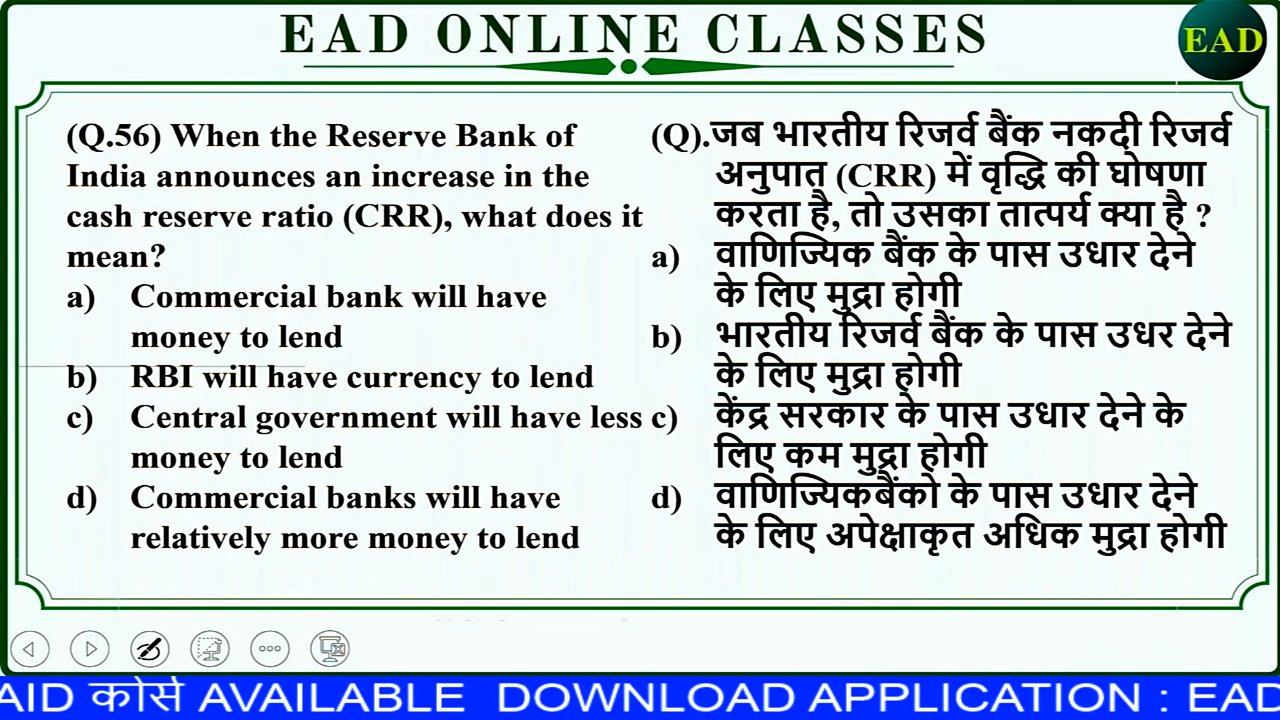 EAD ONLINE CLASSES
EAD
(Q.56) When the Reserve Bank of
India announces an increase in the
cash reserve ratio (CRR), what does it
mean?
a) Commercial bank will have
money to lend
b) RBI will have currency to lend
c) Central government will have less
money to lend
d) Commercial banks will have
relatively more money to lend
(Q).जब भारतीय रिजर्व बैंक नकदी रिजर्व
अनुपात (CRR) में वृद्धि की घोषणा
करता है, तो उसका तात्पर्य क्या है ?
a) वाणिज्यिक बैंक के पास उधार देने
के लिए मुद्रा होगी
b) भारतीय रिजर्व बैंक के पास उधर देने
के लिए मुद्रा होगी
c) केंद्र सरकार के पास उधार देने के
लिए कम मुद्रा होगी
d) वाणिज्यिकबैंको के पास उधार देने
के लिए अपेक्षाकृत अधिक मुद्रा होगी
AID कोर्स AVAILABLE DOWNLOAD APPLICATION : EAD